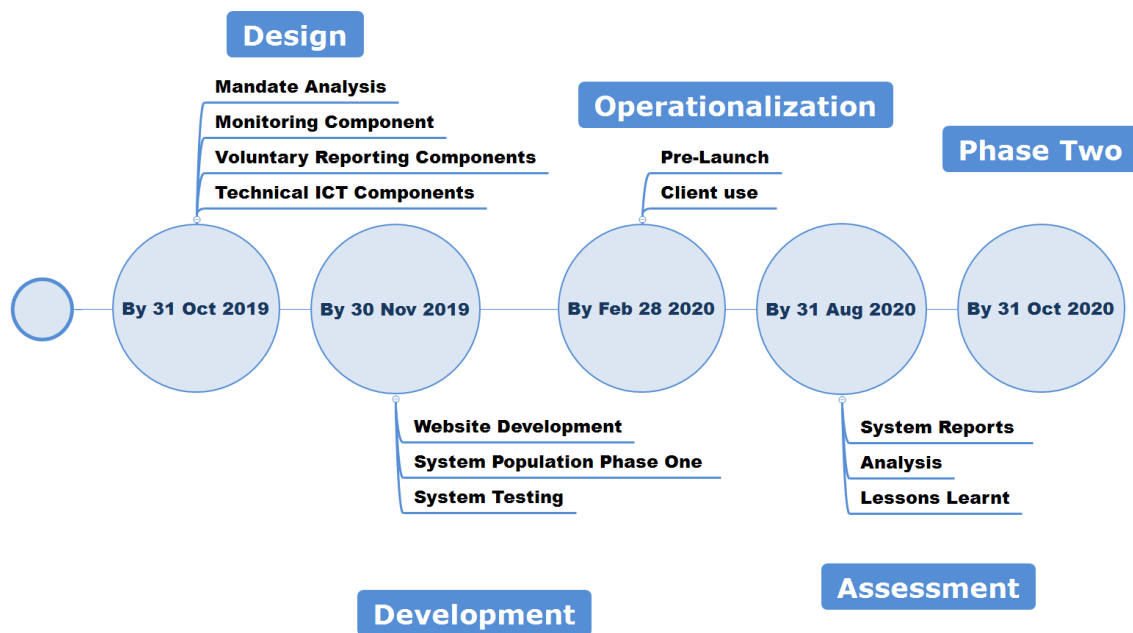 Design
Mandate Analysis
Monitoring Component
Voluntary Reporting Components
Technical ICT Components
By 31 Oct 2019
By 30 Nov 2019
Website Development
System Population Phase One
System Testing
Development
Operationalization
Pre-Launch
Client use
By Feb 28 2020
By 31 Aug 2020
System Reports
Analysis
Lessons Learnt
Assessment
Phase Two
By 31 Oct 2020